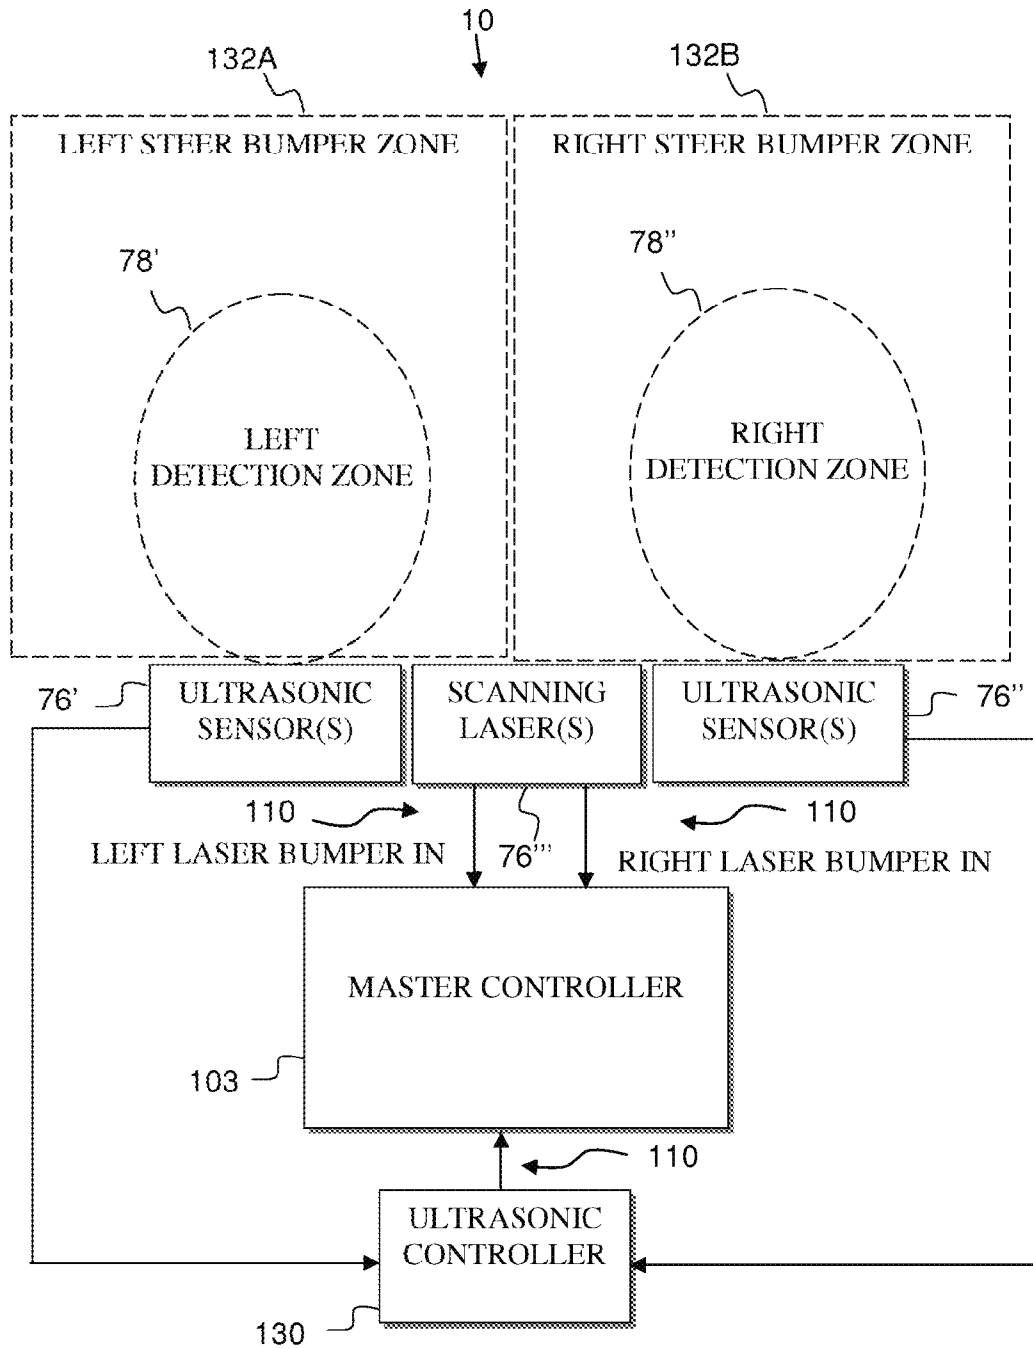 10
132A
132B
LEFT STEER BUMPER ZONE
RIGHT STEER BUMPER ZONE
78'
78"
LEFT
DETECTION ZONE
RIGHT
DETECTION ZONE
76'
ULTRASONIC
SENSOR(S)
SCANNING
LASER(S)
ULTRASONIC
SENSOR(S)
76"
110
110
LEFT LASER BUMPER IN
76'''
RIGHT LASER BUMPER IN
MASTER CONTROLLER
103
110
ULTRASONIC
CONTROLLER
130